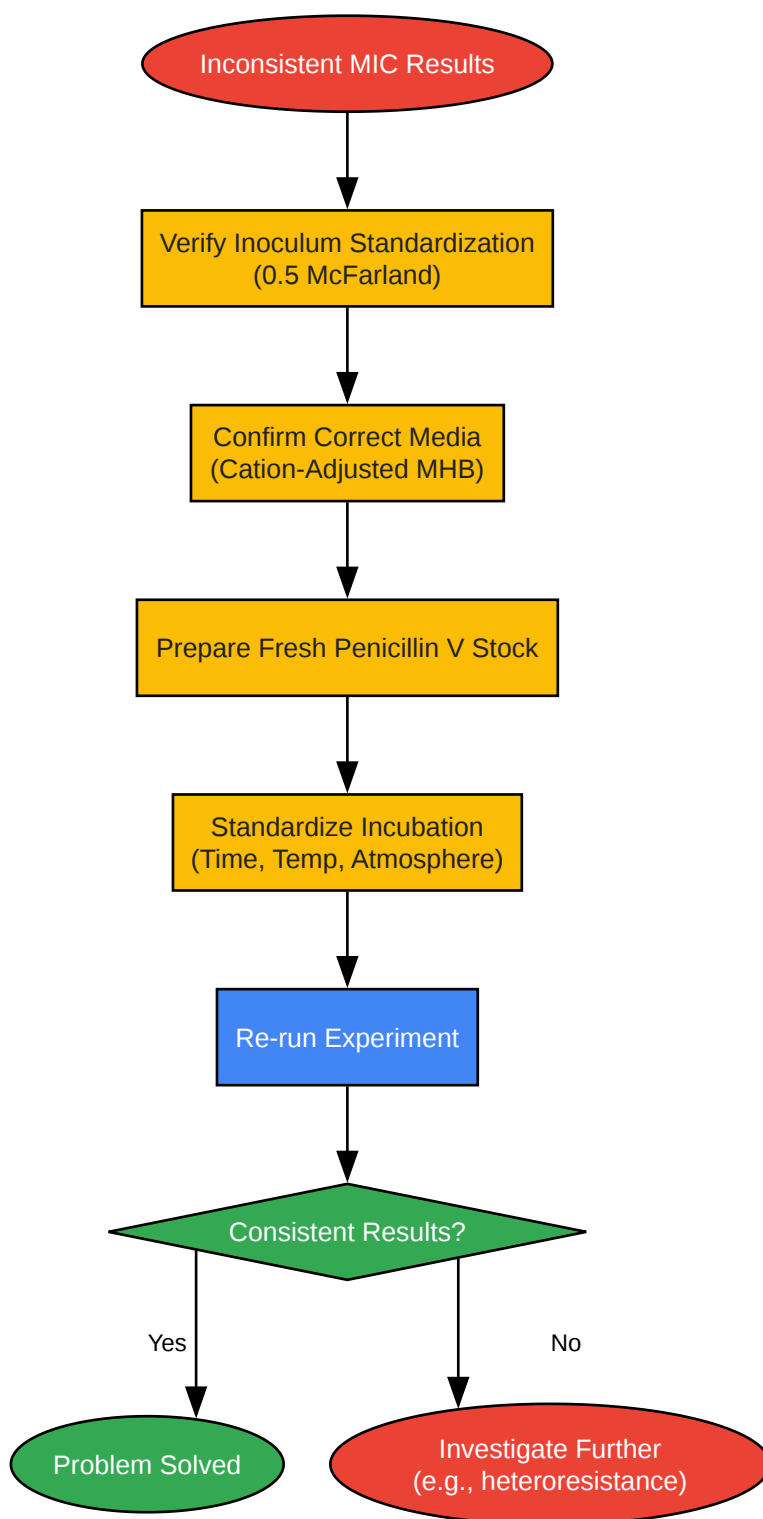 Inconsistent MIC Results
Verify Inoculum Standardization
(0.5 McFarland)
Confirm Correct Media
(Cation-Adjusted MHB)
Prepare Fresh Penicillin V Stock
Standardize Incubation
(Time, Temp, Atmosphere)
Re-run Experiment
Consistent Results?
Yes
No
Problem Solved
Investigate Further
(e.g., heteroresistance)